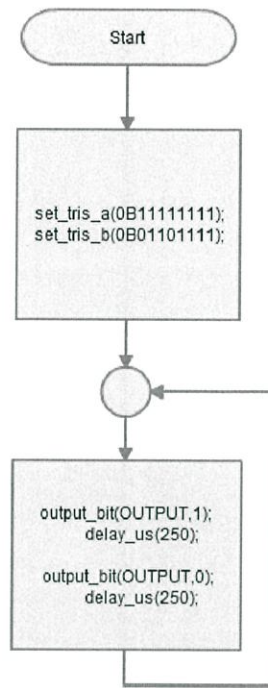 Start
set_tris_a(0B11111111);
set_tris_b(0B01101111);
output_bit(OUTPUT,1);
delay_us(250);
output_bit(OUTPUT,0);
delay_us(250);